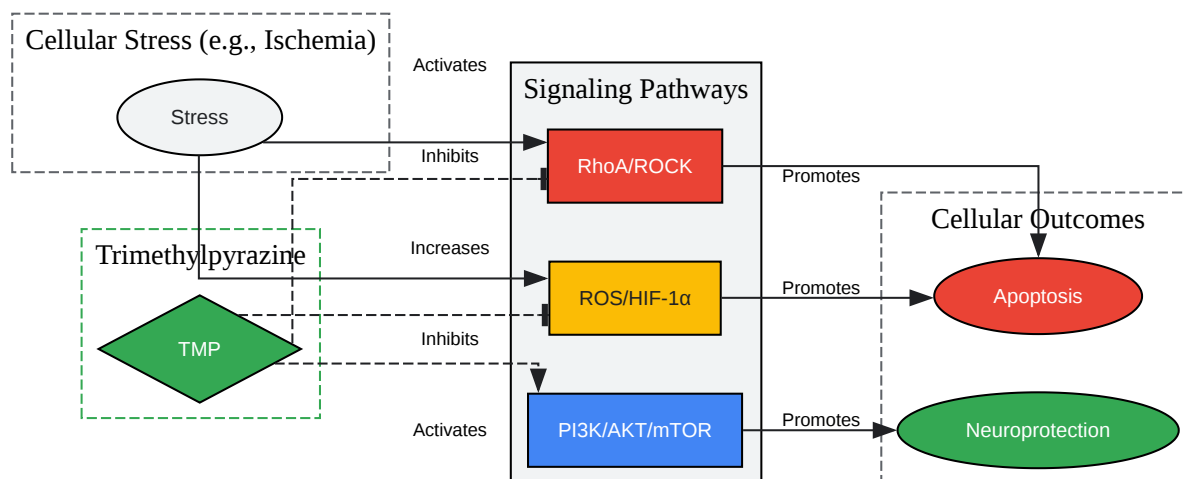 Cellular Stress (e.g., Ischemia)
Stress
Activates
Signaling Pathways
RhoA/ROCK
Inhibits
Promotes
Cellular Outcomes
Trimethylpyrazine
Increases
ROS/HIF-1α
Promotes
Apoptosis
TMP
Inhibits
PI3K/AKT/mTOR
Activates
Promotes
Neuroprotection